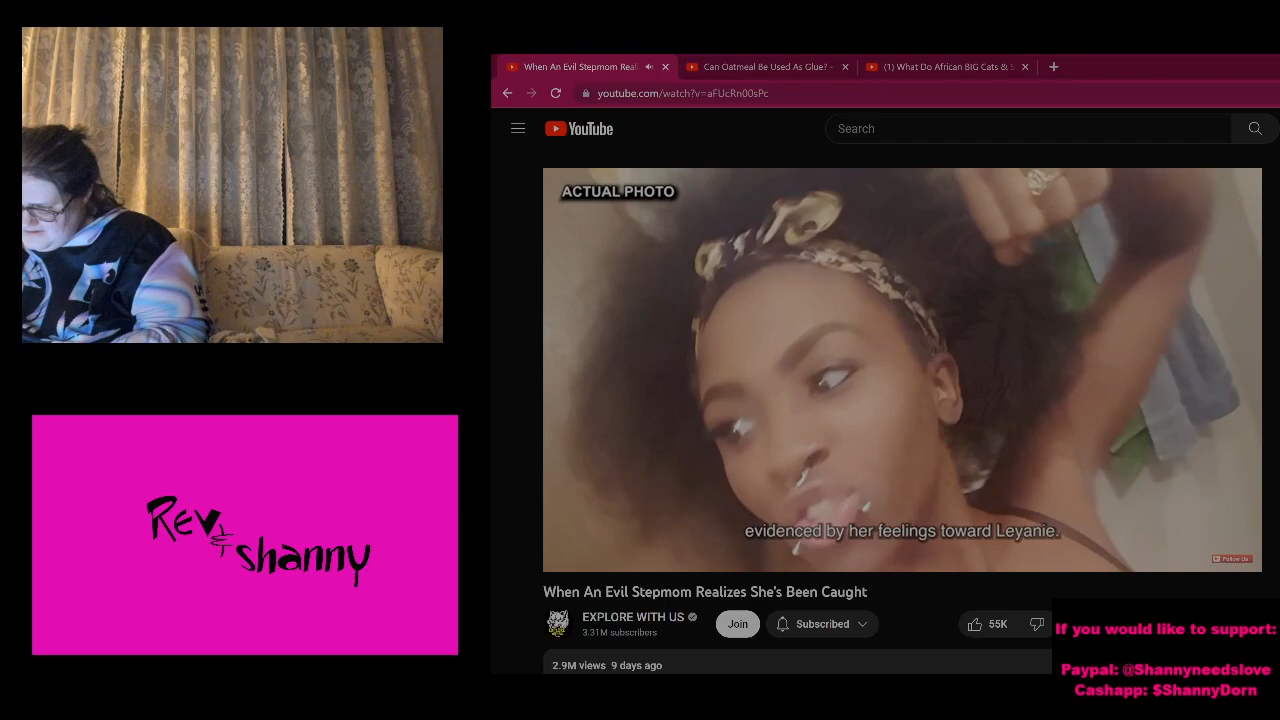 When An Evil Stepmom Real
Can Oatmeal Be Used As Glue? -
(1) What Do African BIG Cats &
youtube.com/watch?v=aFUcRn00sPc
YouTube
Search
ACTUAL PHOTO
evidenced by her feelings toward Leyanie.
Follow Us
Rev
&
shanny
When An Evil Stepmom Realizes She's Been Caught
EXPLORE WITH US
3.31M subscribers
Join
Subscribed
55K
2.9M views 9 days ago
If you would like to support:
Paypal: @Shannyneedslove
Cashapp: $ShannyDorn